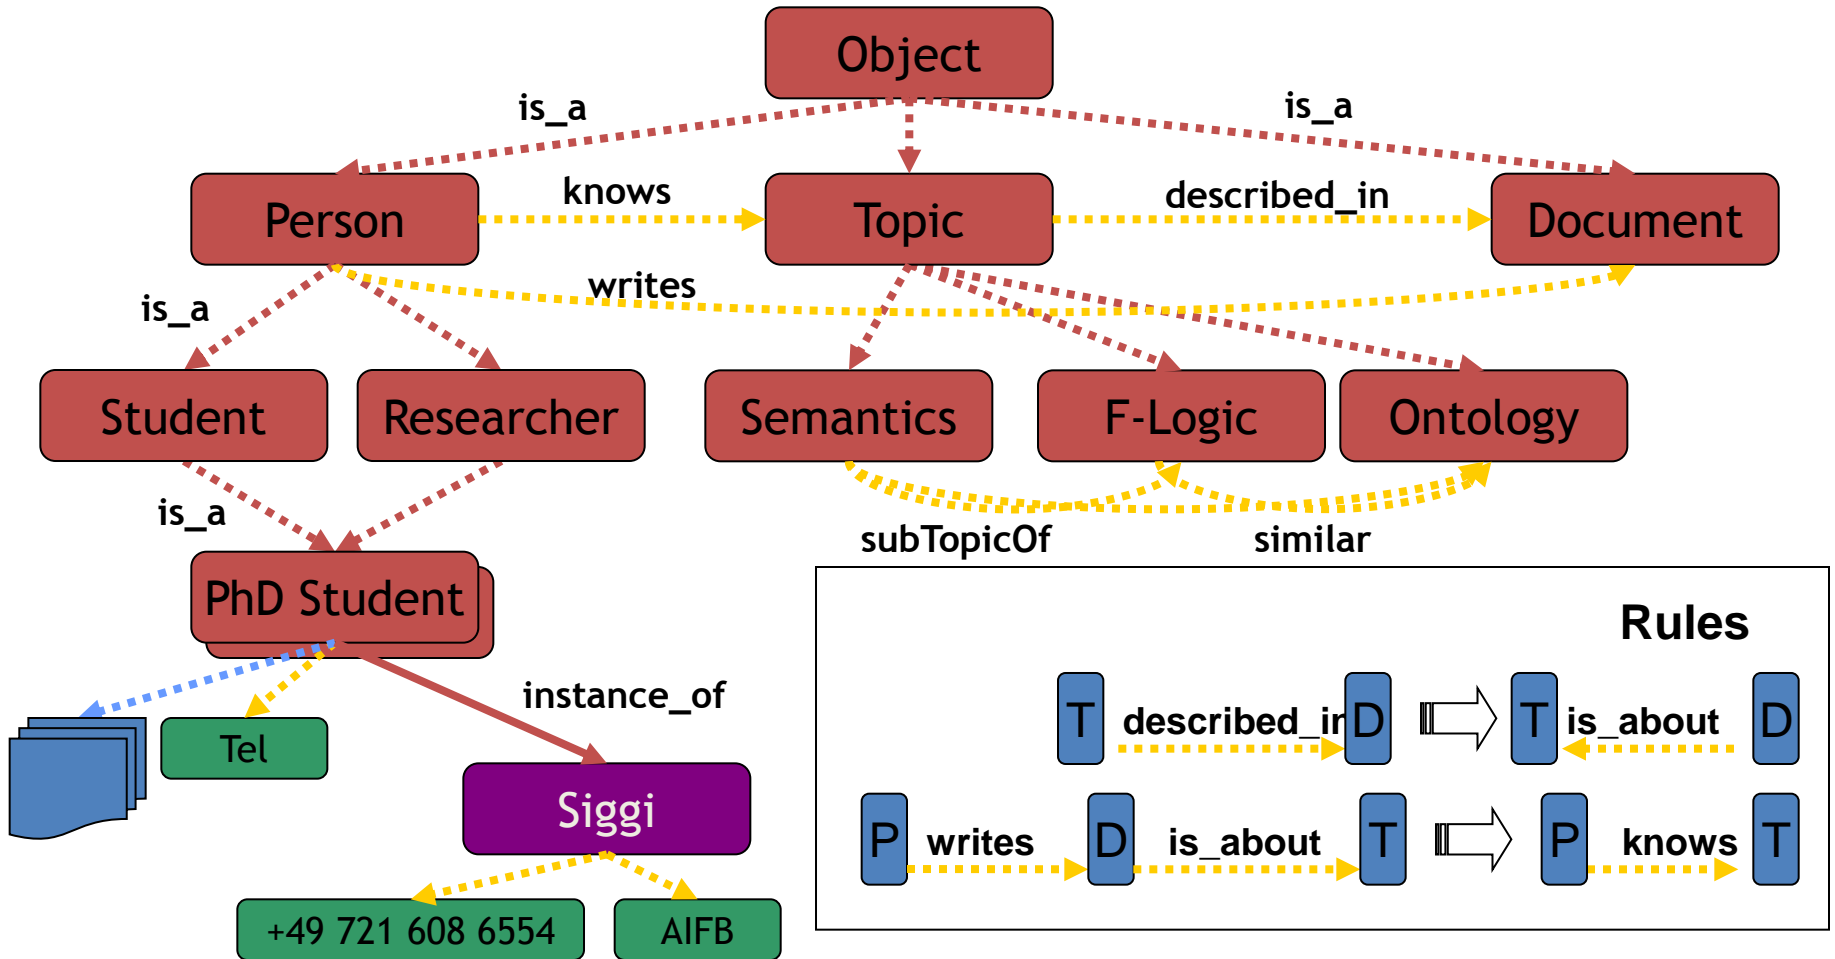 Object
is_a
is_a
Person
knows
Topic
described_in
Document
writes
is_a
Student
Researcher
Semantics
F-Logic
Ontology
is_a
subTopicOf
similar
PhD Student
Rules
instance_of
T
described_in
D
T
is_about
D
Tel
Siggi
P
writes
D
is_about
T
P
knows
T
+49 721 608 6554
AIFB